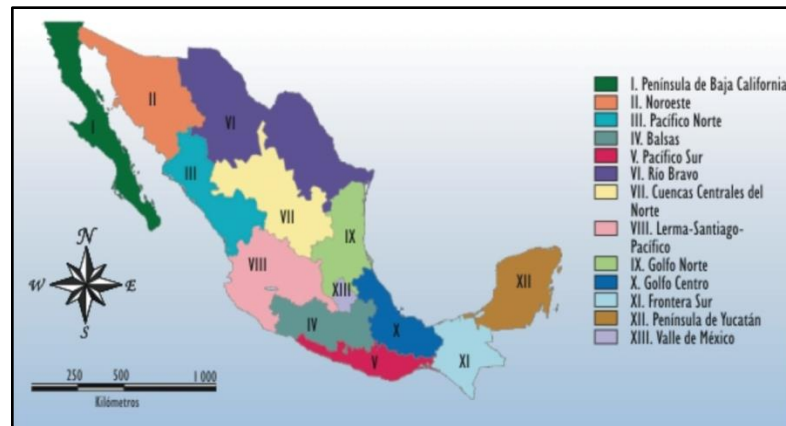 I
II
III
VI
VII
IX
VIII
XIII
IV
X
V
XI
XII
N
W
E
S
250 500 1 000
Kilómetros
I. Península de Baja California
II. Noroeste
III. Pacífico Norte
IV. Balsas
V. Pacífico Sur
VI. Río Bravo
VII. Cuencas Centrales del
Norte
VIII. Lerma-Santiago-
Pacífico
IX. Golfo Norte
X. Golfo Centro
XI. Frontera Sur
XII. Península de Yucatán
XIII. Valle de México